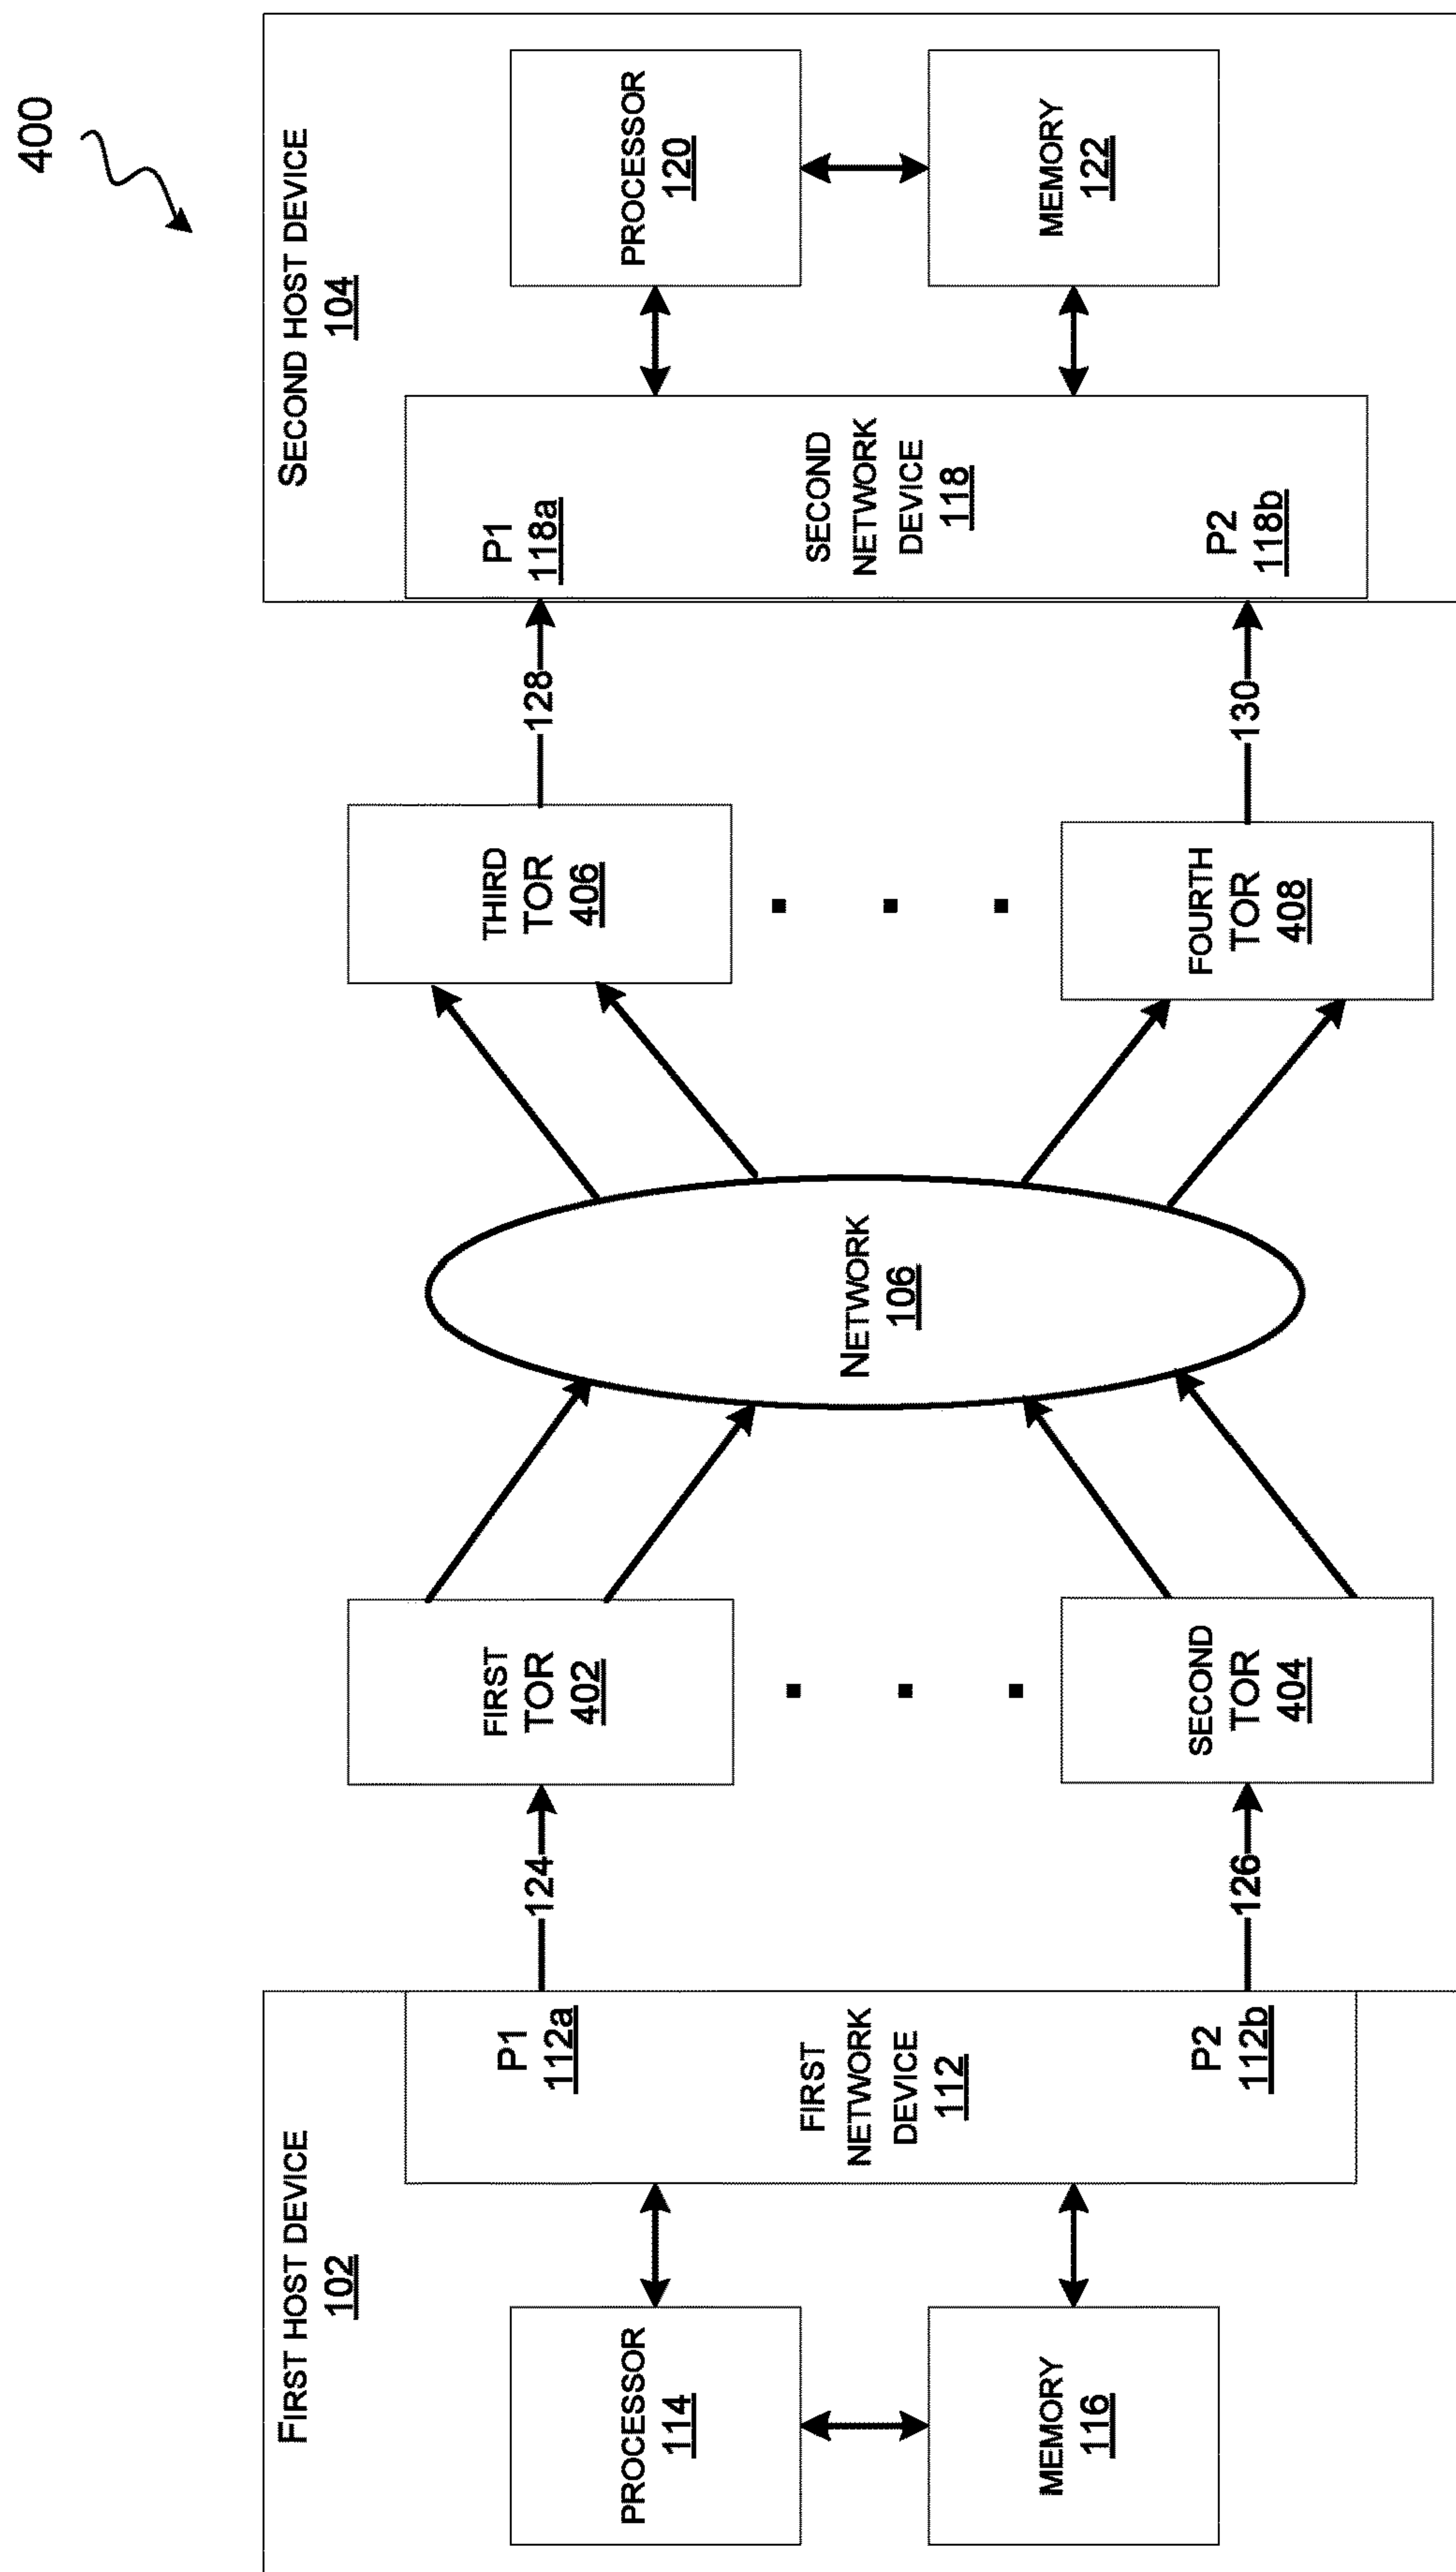 400
FIRST HOST DEVICE
102
PROCESSOR
114
MEMORY
116
P1
112a
FIRST
NETWORK
DEVICE
112
P2
112b
124
126
FIRST
TOR
402
SECOND
TOR
404
NETWORK
106
THIRD
TOR
406
FOURTH
TOR
408
128
130
SECOND HOST DEVICE
104
P1
118a
SECOND
NETWORK
DEVICE
118
P2
118b
PROCESSOR
120
MEMORY
122